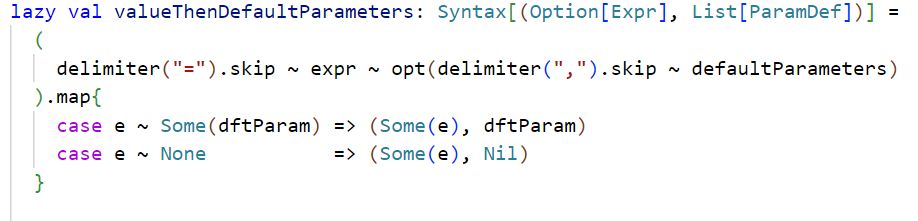 lazy val valueThenDefaultParameters: Syntax[(Option[Expr], List[ParamDef])] =
  (
    delimiter("=").skip ~ expr ~ opt(delimiter(",").skip ~ defaultParameters)
  ).map{
    case e ~ Some(dftParam) => (Some(e), dftParam)
    case e ~ None           => (Some(e), Nil)
  }